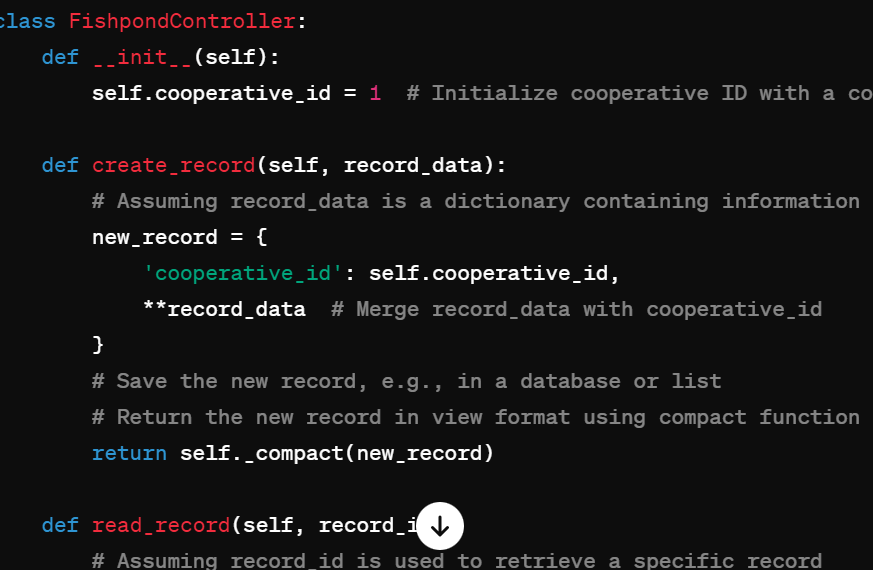 class FishpondController:
def __init__(self):
self.cooperative_id = 1 # Initialize cooperative ID with a
def create_record(self, record_data):
# Assuming record_data is a dictionary containing information
new_record = {
'cooperative_id': self.cooperative_id,
**record_data # Merge record_data with cooperative_id
}
# Save the new record, e.g., in a database or list
# Return the new record in view format using compact function
return self._compact(new_record)
def read_record(self,
# Assuming record_id is used to retrieve a specific record